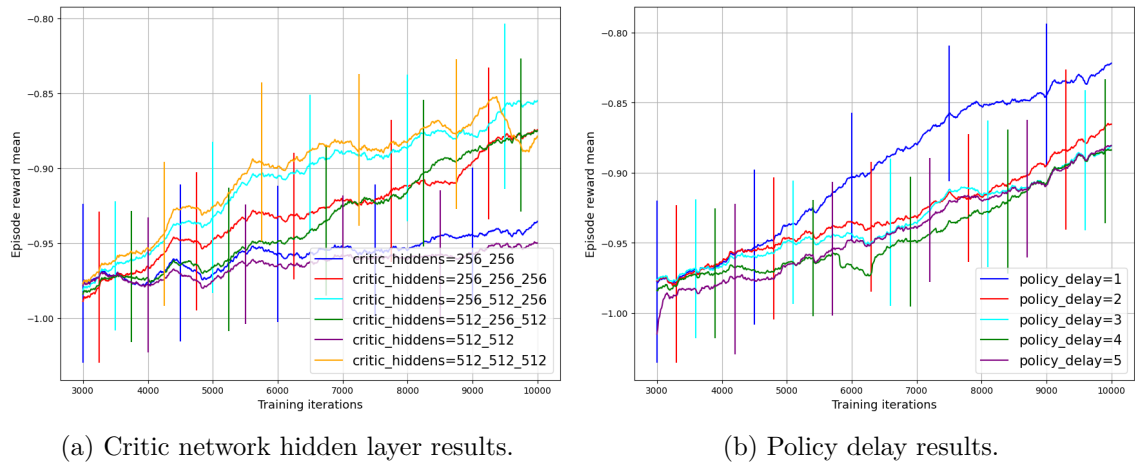 −0.80
−0.85
−0.90
−0.95
−1.00
Episode reward mean
3000 4000 5000 6000 7000 8000 9000 10000
Training iterations
critic_hiddens=256_256
critic_hiddens=256_256_256
critic_hiddens=256_512_256
critic_hiddens=512_256_512
critic_hiddens=512_512
critic_hiddens=512_512_512
(a) Critic network hidden layer results.
−0.80
−0.85
−0.90
−0.95
−1.00
Episode reward mean
3000 4000 5000 6000 7000 8000 9000 10000
Training iterations
policy_delay=1
policy_delay=2
policy_delay=3
policy_delay=4
policy_delay=5
(b) Policy delay results.